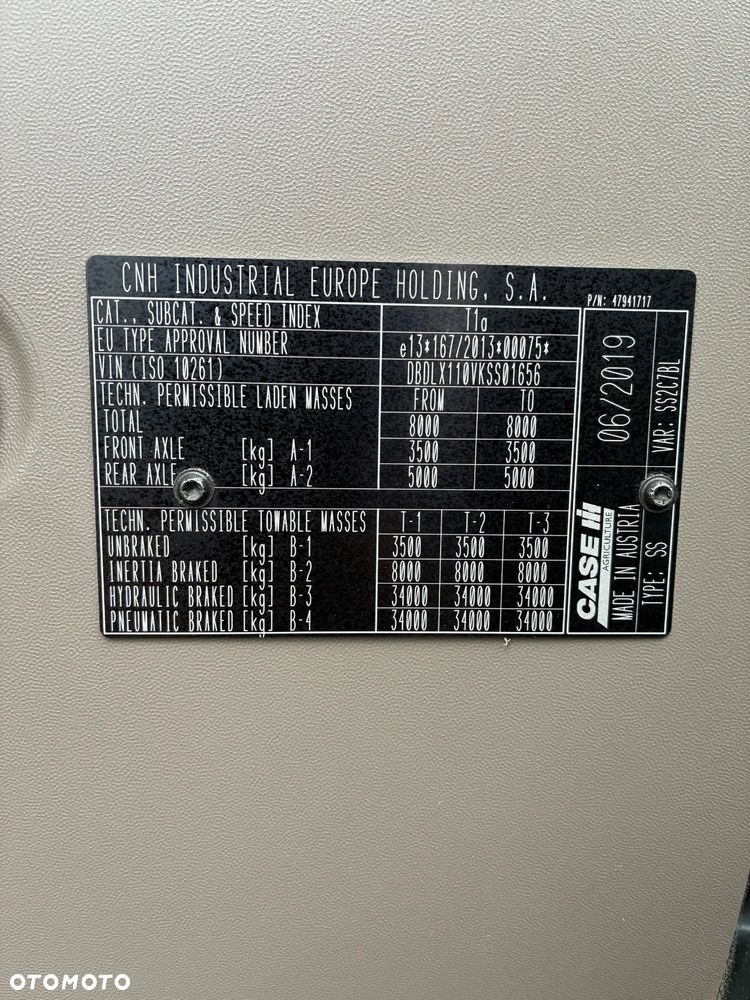 CNH INDUSTRIAL EUROPE HOLDING, S.A.
P/N: 47941717
CAT., SUBCAT. & SPEED INDEX T1a
EU TYPE APPROVAL NUMBER e13*167/2013*00075*
VIN (ISO 10261) DBDLX110VKSS01656
TECHN. PERMISSIBLE LADEN MASSES FROM TO
TOTAL 8000 8000
FRONT AXLE [kg] A-1 3500 3500
REAR AXLE [kg] A-2 5000 5000
TECHN. PERMISSIBLE TOWABLE MASSES T-1 T-2 T-3
UNBRAKED [kg] B-1 3500 3500 3500
INERTIA BRAKED [kg] B-2 8000 8000 8000
HYDRAULIC BRAKED [kg] B-3 34000 34000 34000
PNEUMATIC BRAKED [kg] B-4 34000 34000 34000
06/2019
VAR: SS2C7BL
CASE IH
AGRICULTURE
MADE IN AUSTRIA
TYPE: SS
OTOMOTO